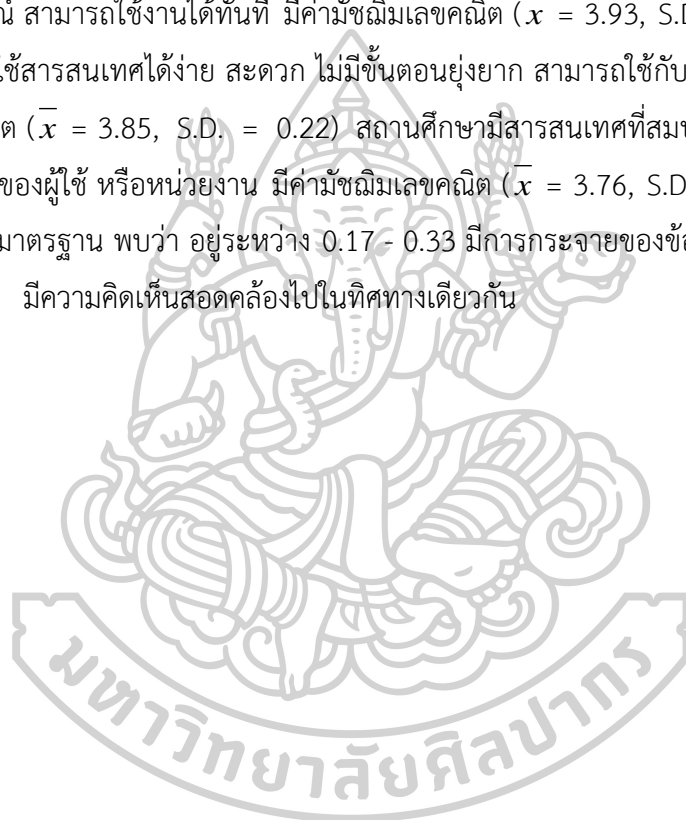 ณ์ สามารถใช้งานได้ทันที มีค่ามัชฌิมเลขคณิต (x = 3.93, S.D
ใช้สารสนเทศได้ง่าย สะดวก ไม่มีขั้นตอนยุ่งยาก สามารถใช้กับ
ต (x̅ = 3.85, S.D. = 0.22) สถานศึกษามีสารสนเทศที่สมบ
ของผู้ใช้ หรือหน่วยงาน มีค่ามัชฌิมเลขคณิต (x̅ = 3.76, S.D
มาตรฐาน พบว่า อยู่ระหว่าง 0.17 - 0.33 มีการกระจายของข้อ
มีความคิดเห็นสอดคล้องไปในทิศทางเดียวกัน
มหาวิทยาลัยศิลปากร